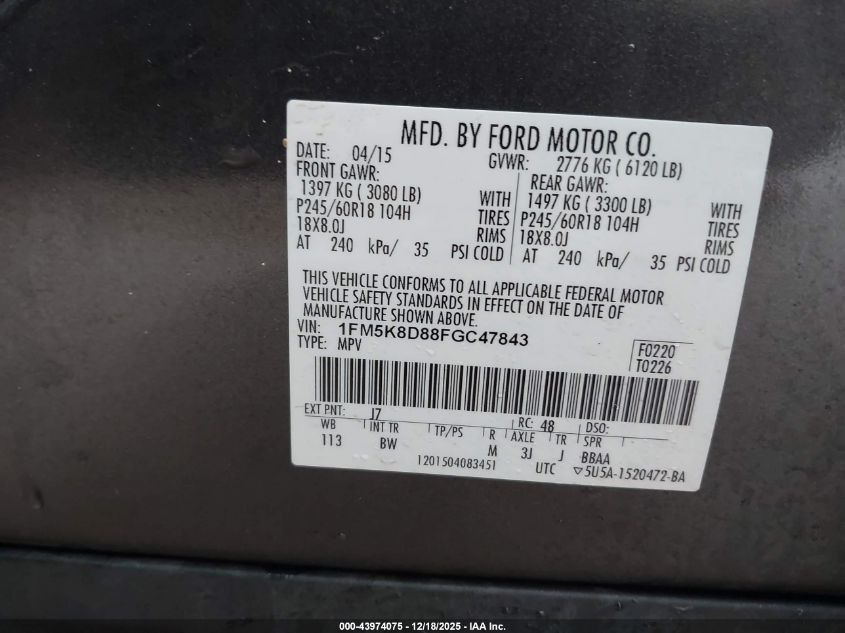 MFD. BY FORD MOTOR CO.
DATE: 04/15 GVWR: 2776 KG ( 6120 LB)
FRONT GAWR: REAR GAWR:
1397 KG ( 3080 LB) WITH 1497 KG ( 3300 LB) WITH
P245/60R18 104H TIRES P245/60R18 104H TIRES
18X8.0J RIMS 18X8.0J RIMS
AT 240 kPa/ 35 PSI COLD AT 240 kPa/ 35 PSI COLD
THIS VEHICLE CONFORMS TO ALL APPLICABLE FEDERAL MOTOR
VEHICLE SAFETY STANDARDS IN EFFECT ON THE DATE OF
MANUFACTURE SHOWN ABOVE.
VIN: 1FM5K8D88FGC47843
TYPE: MPV
F0220
T0226
EXT PNT: J7 RC: 48 DSO:
WB INT TR TP/PS R AXLE TR SPR
113 BW M 3J J BBAA
1201504083451 UTC ▽5U5A-1520472-BA
000-43974075 - 12/18/2025 - IAA Inc.